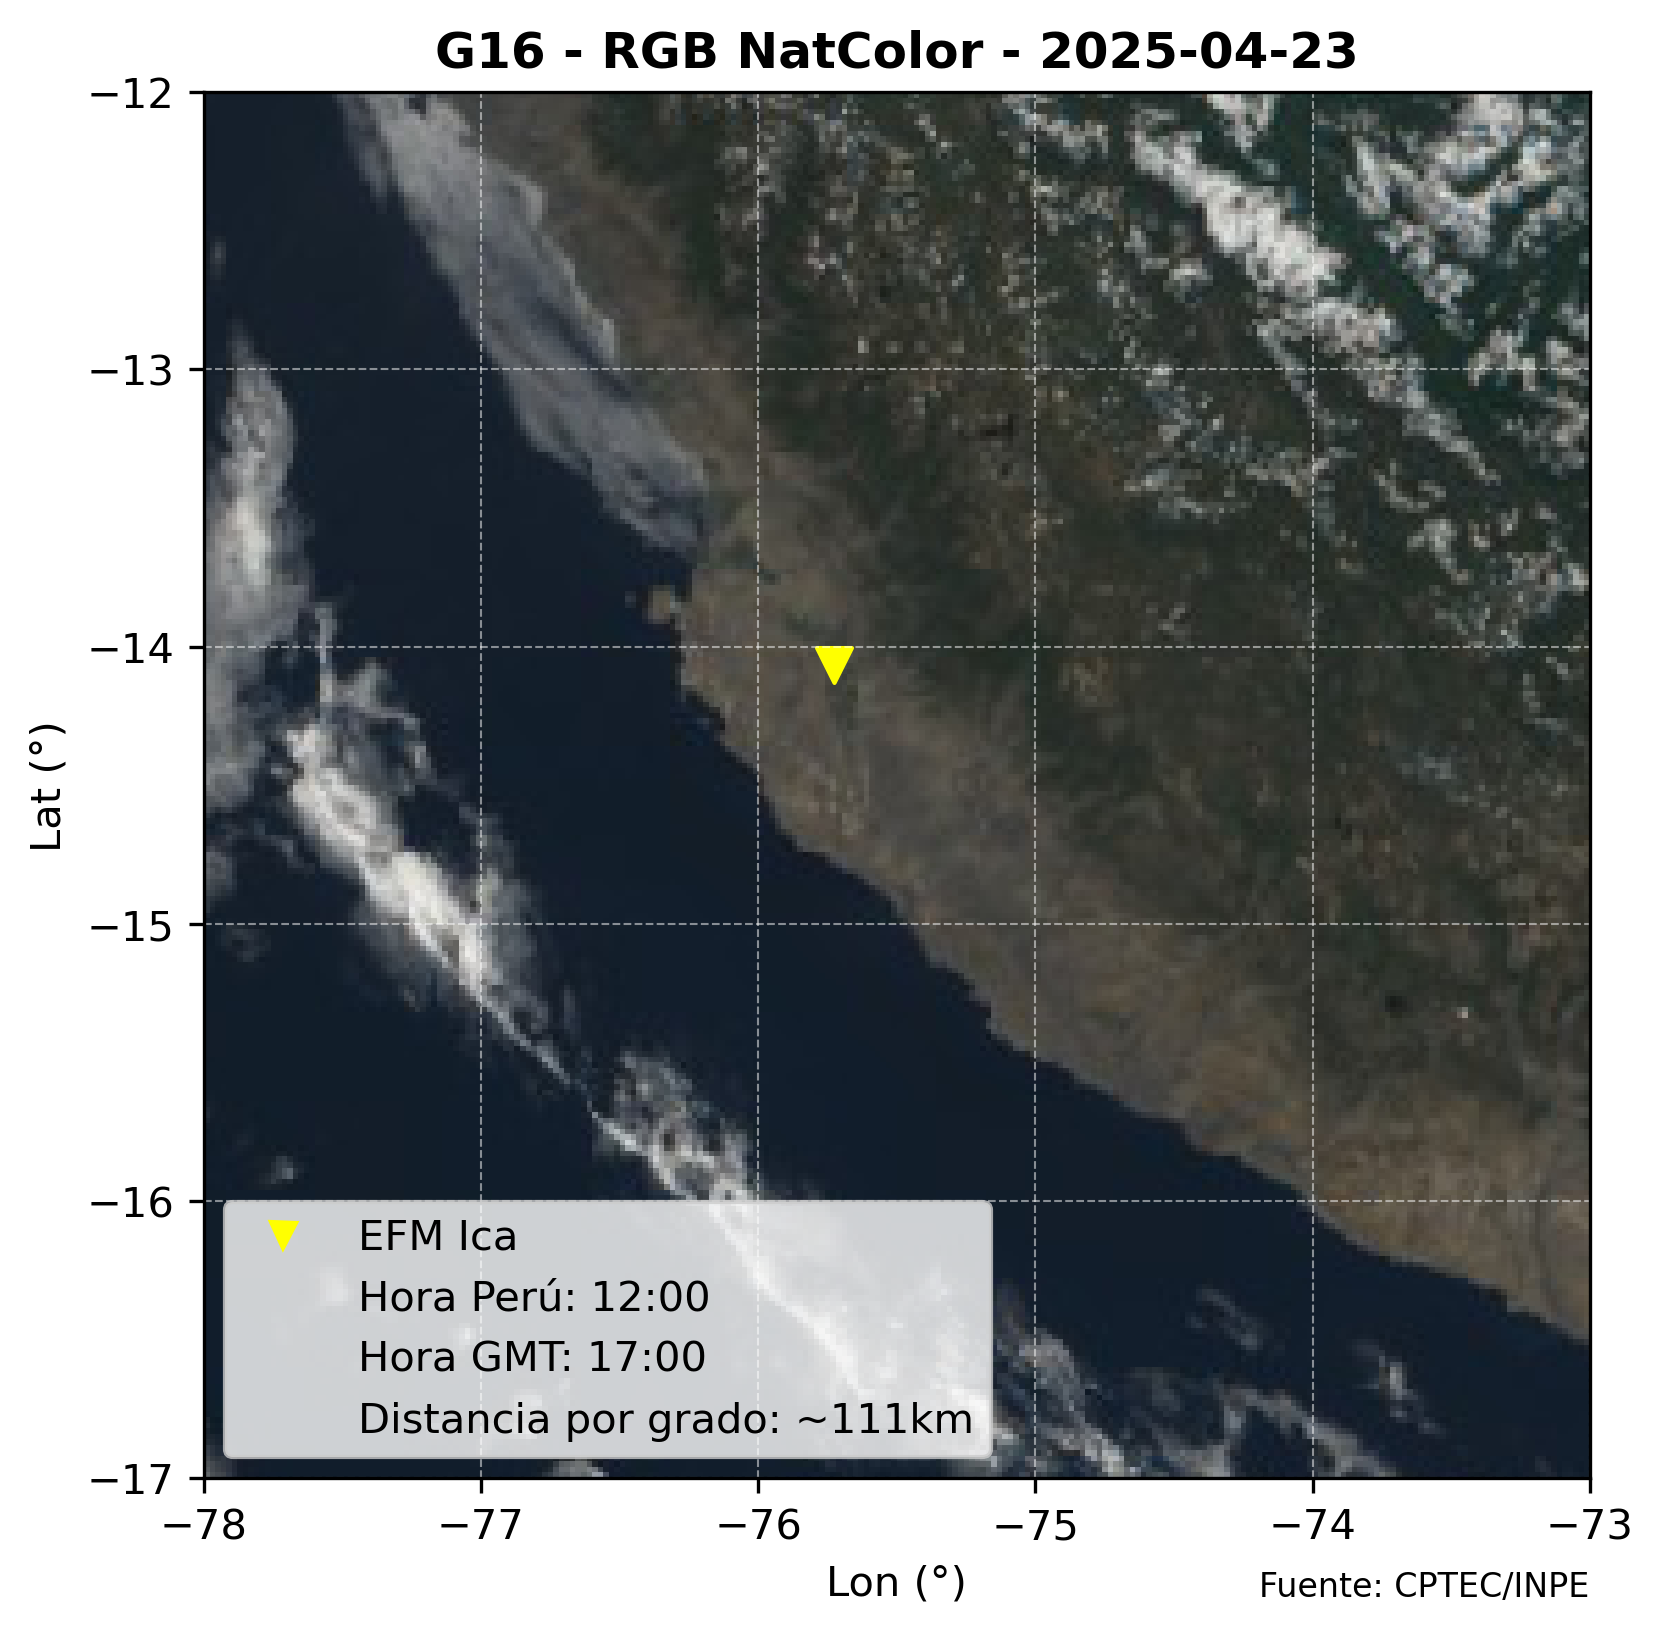 G16 - RGB NatColor - 2025-04-23
−12
−13
−14
−15
−16
−17
Lat (°)
EFM Ica
Hora Perú: 12:00
Hora GMT: 17:00
Distancia por grado: ~111km
−78
−77
−76
−75
−74
−73
Lon (°)
Fuente: CPTEC/INPE